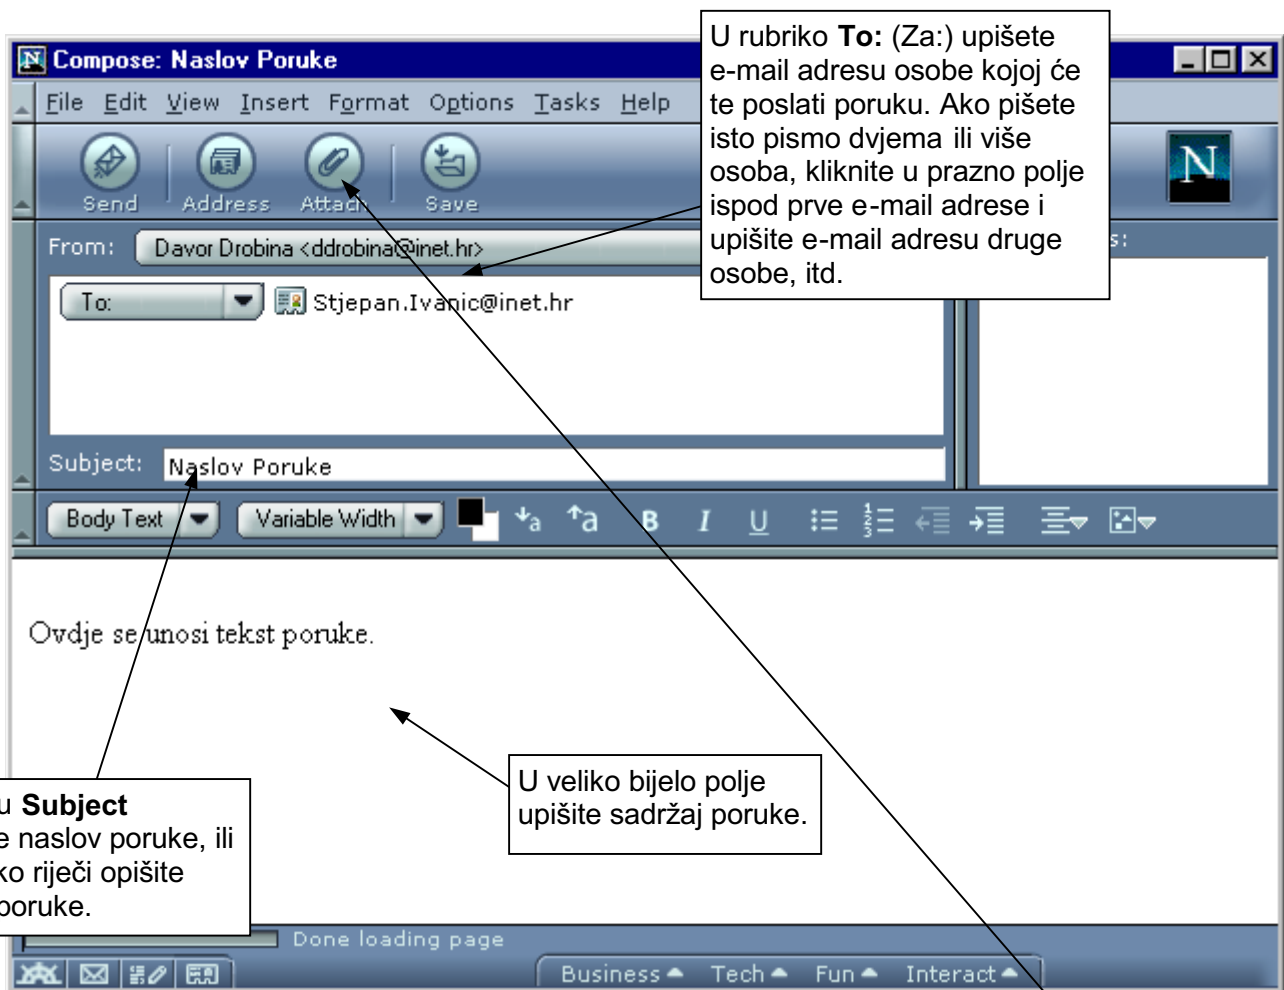 Compose: Naslov Poruke
File Edit View Insert Format Options Tasks Help
Send Address Attach Save
N
From: Davor Drobina <ddrobina@inet.hr>
s:
To: Stjepan.Ivanic@inet.hr
Subject: Naslov Poruke
U rubriko To: (Za:) upišete
e-mail adresu osobe kojoj će
te poslati poruku. Ako pišete
isto pismo dvjema ili više
osoba, kliknite u prazno polje
ispod prve e-mail adrese i
upišite e-mail adresu druge
osobe, itd.
Body Text Variable Width a a B I U
Ovdje se unosi tekst poruke.
U veliko bijelo polje
upišite sadržaj poruke.
u Subject
e naslov poruke, ili
ko riječi opišite
poruke.
Done loading page
Business Tech Fun Interact